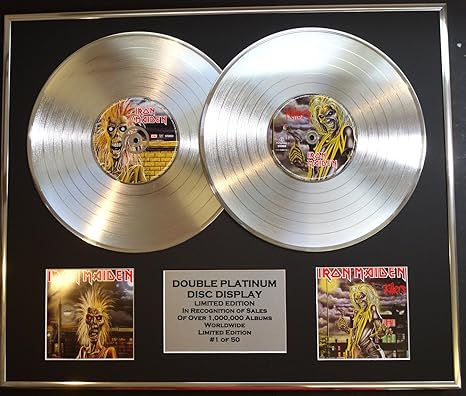 IRON
MAIDEN
Killers
IRON
MAIDEN
IRON MAIDEN
DOUBLE PLATINUM
DISC DISPLAY
LIMITED EDITION
IN RECOGNITION OF SALES
OF OVER 1,000,000 ALBUMS
WORLDWIDE
LIMITED EDITION
#1 OF 50
IRON MAIDEN
Killers